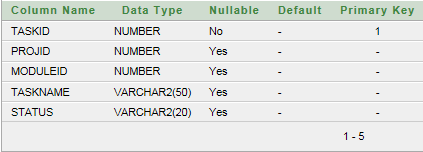 Column Name Data Type Nullable Default Primary Key
TASKID NUMBER No - 1
PROJID NUMBER Yes - -
MODULEID NUMBER Yes - -
TASKNAME VARCHAR2(50) Yes - -
STATUS VARCHAR2(20) Yes - -
1 - 5